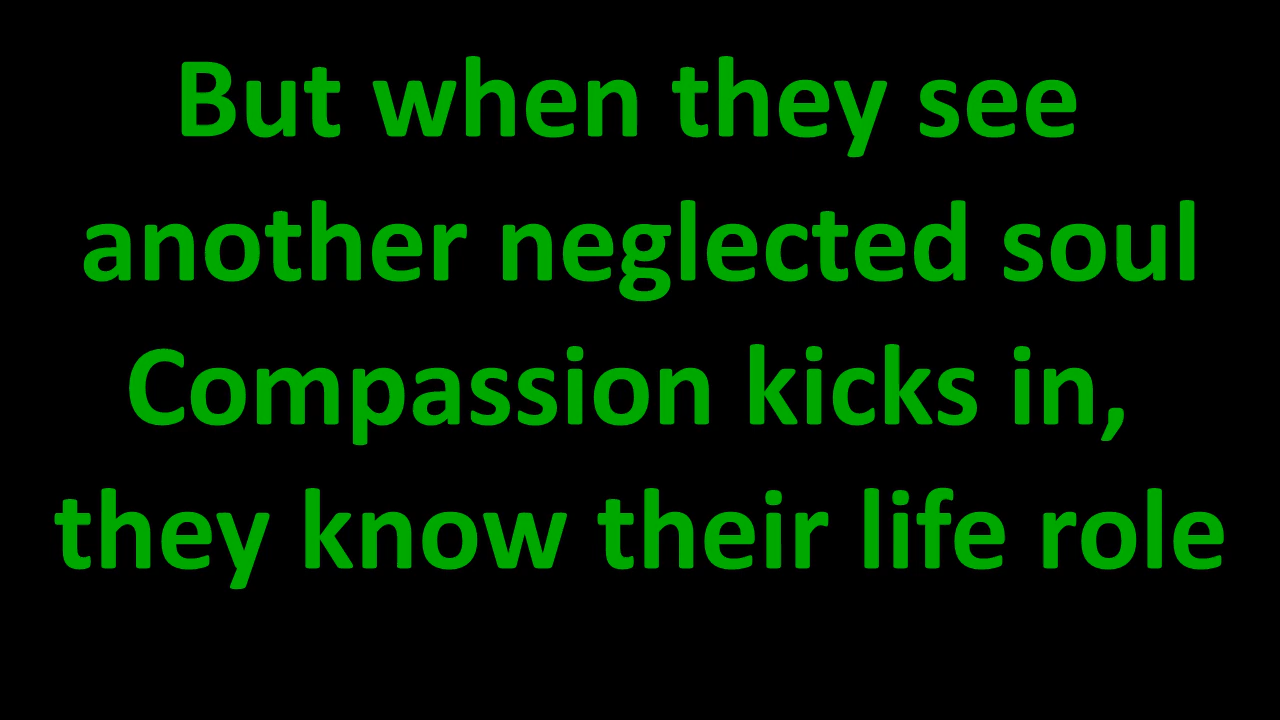 But when they see
another neglected soul
Compassion kicks in,
they know their life role